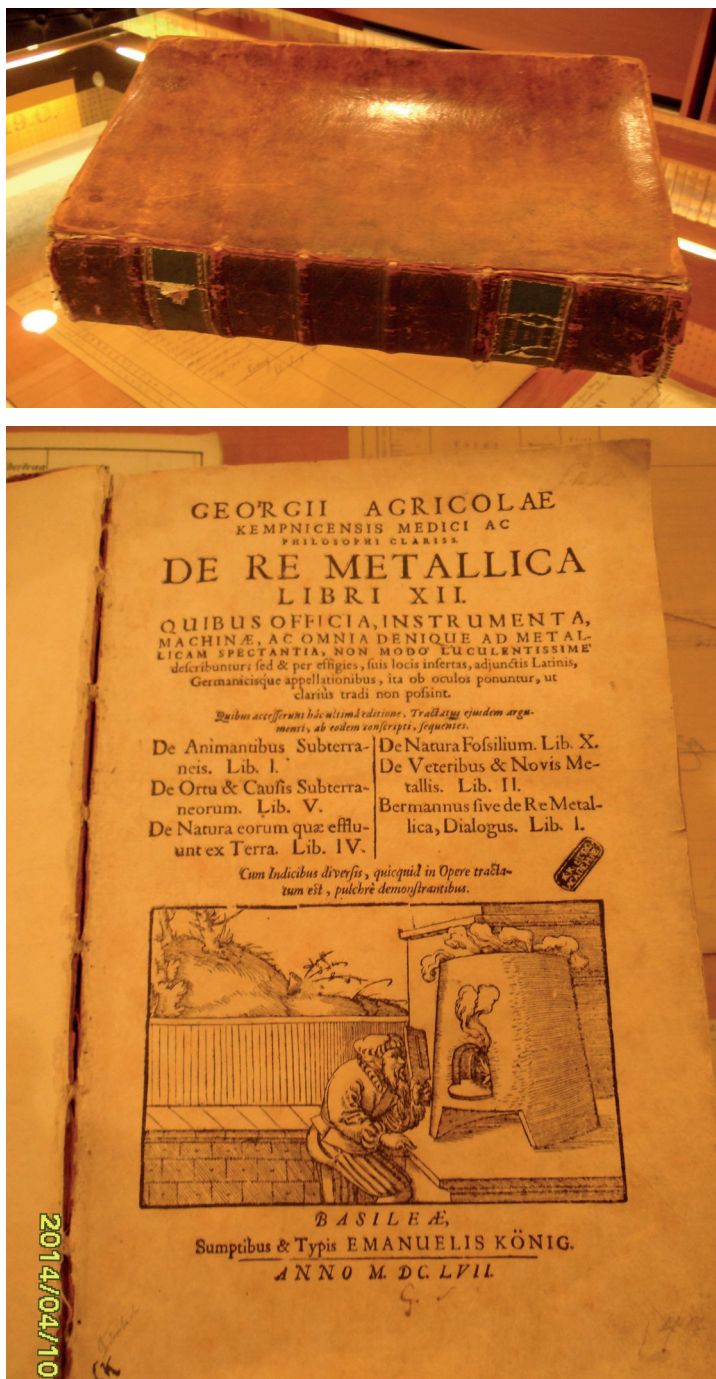 19.C.
GEORGII AGRICOLAE
KEMPNICENSIS MEDICI AC
PHILOSOPHI CLARISS.
DE RE METALLICA
LIBRI XII.
QUIBUS OFFICIA, INSTRUMENTA,
MACHINÆ, AC OMNIA DENIQUE AD METAL-
LICAM SPECTANTIA, NON MODO LUCULENTISSIME
describuntur; sed & per effigies, suis locis insertas, adjunctis Latinis,
Germanicisque appellationibus, ita ob oculos ponuntur, ut
clarius tradi non possint.
Quibus accesserunt hâc ultimâ editione, Tractatus ejusdem argu-
menti, ab eodem conscripti, sequentes.
De Animantibus Subterra-
neis. Lib. I.
De Ortu & Causis Subterra-
neorum. Lib. V.
De Natura eorum quæ efflu-
unt ex Terra. Lib. IV.
De Natura Fossilium. Lib. X.
De Veteribus & Novis Me-
tallis. Lib. II.
Bermannus sive de Re Metal-
lica, Dialogus. Lib. I.
Cum Indicibus diversis, quicquid in Opere tracta-
tum est, pulchrè demonstrantibus.
BASILEÆ,
Sumptibus & Typis EMANUELIS KÖNIG.
ANNO M. DC. LVII.
2014/04/10